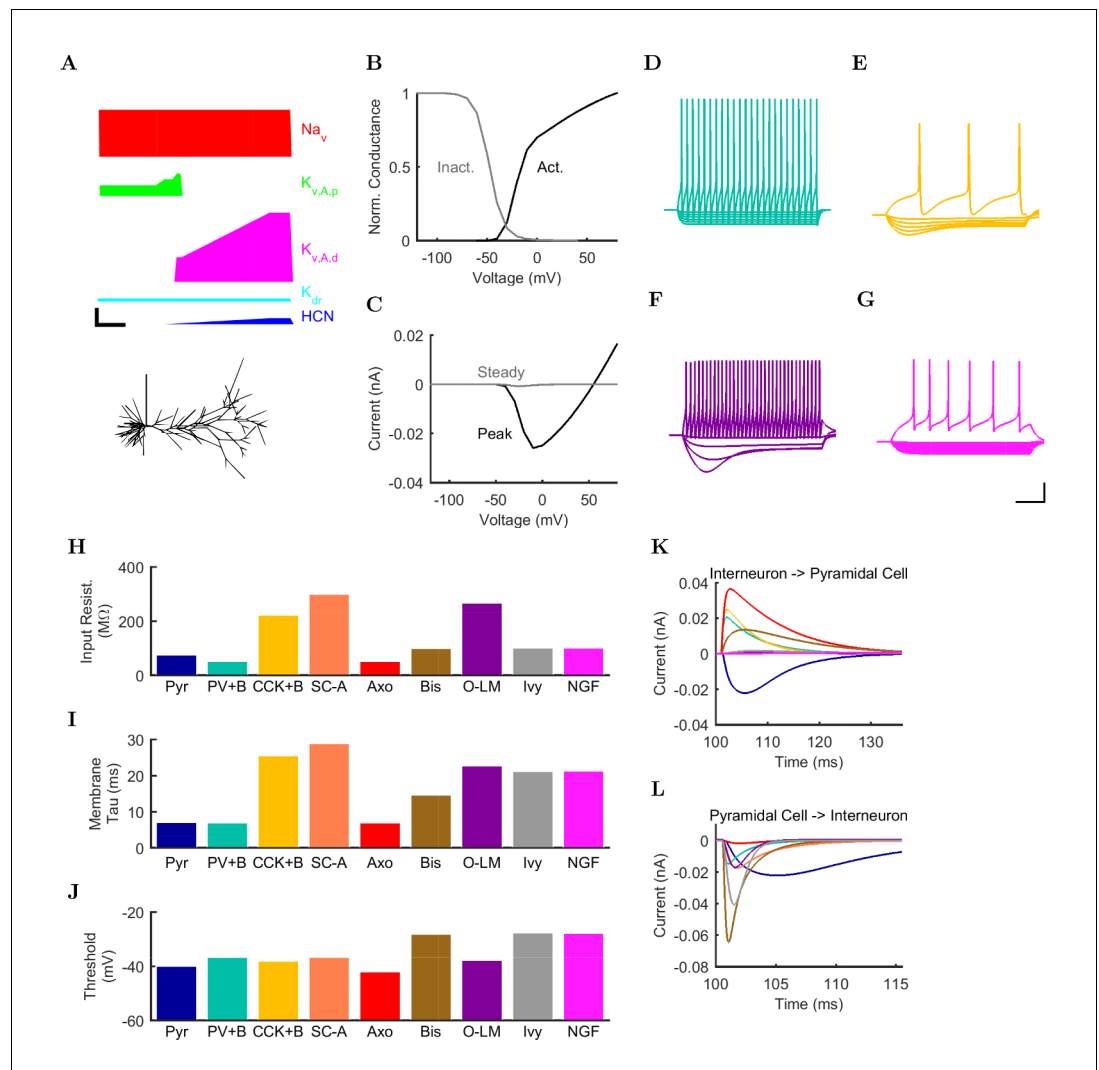 A
Na_v
K_v,A,p
K_v,A,d
K_dr
HCN
B
Norm. Conductance
1
0.5
0
Inact.
Act.
-100
-50
0
50
Voltage (mV)
C
Current (nA)
0.02
0
-0.02
-0.04
Steady
Peak
-100
-50
0
50
Voltage (mV)
D
E
F
G
H
Input Resist.
(MΩ)
400
200
0
Pyr PV+B CCK+B SC-A Axo Bis O-LM Ivy NGF
I
Membrane
Tau (ms)
30
20
10
0
Pyr PV+B CCK+B SC-A Axo Bis O-LM Ivy NGF
J
Threshold
(mV)
-20
-40
-60
Pyr PV+B CCK+B SC-A Axo Bis O-LM Ivy NGF
K
Interneuron -> Pyramidal Cell
Current (nA)
0.04
0.02
0
-0.02
-0.04
100
110
120
130
Time (ms)
L
Pyramidal Cell -> Interneuron
Current (nA)
0
-0.02
-0.04
-0.06
-0.08
100
105
110
115
Time (ms)